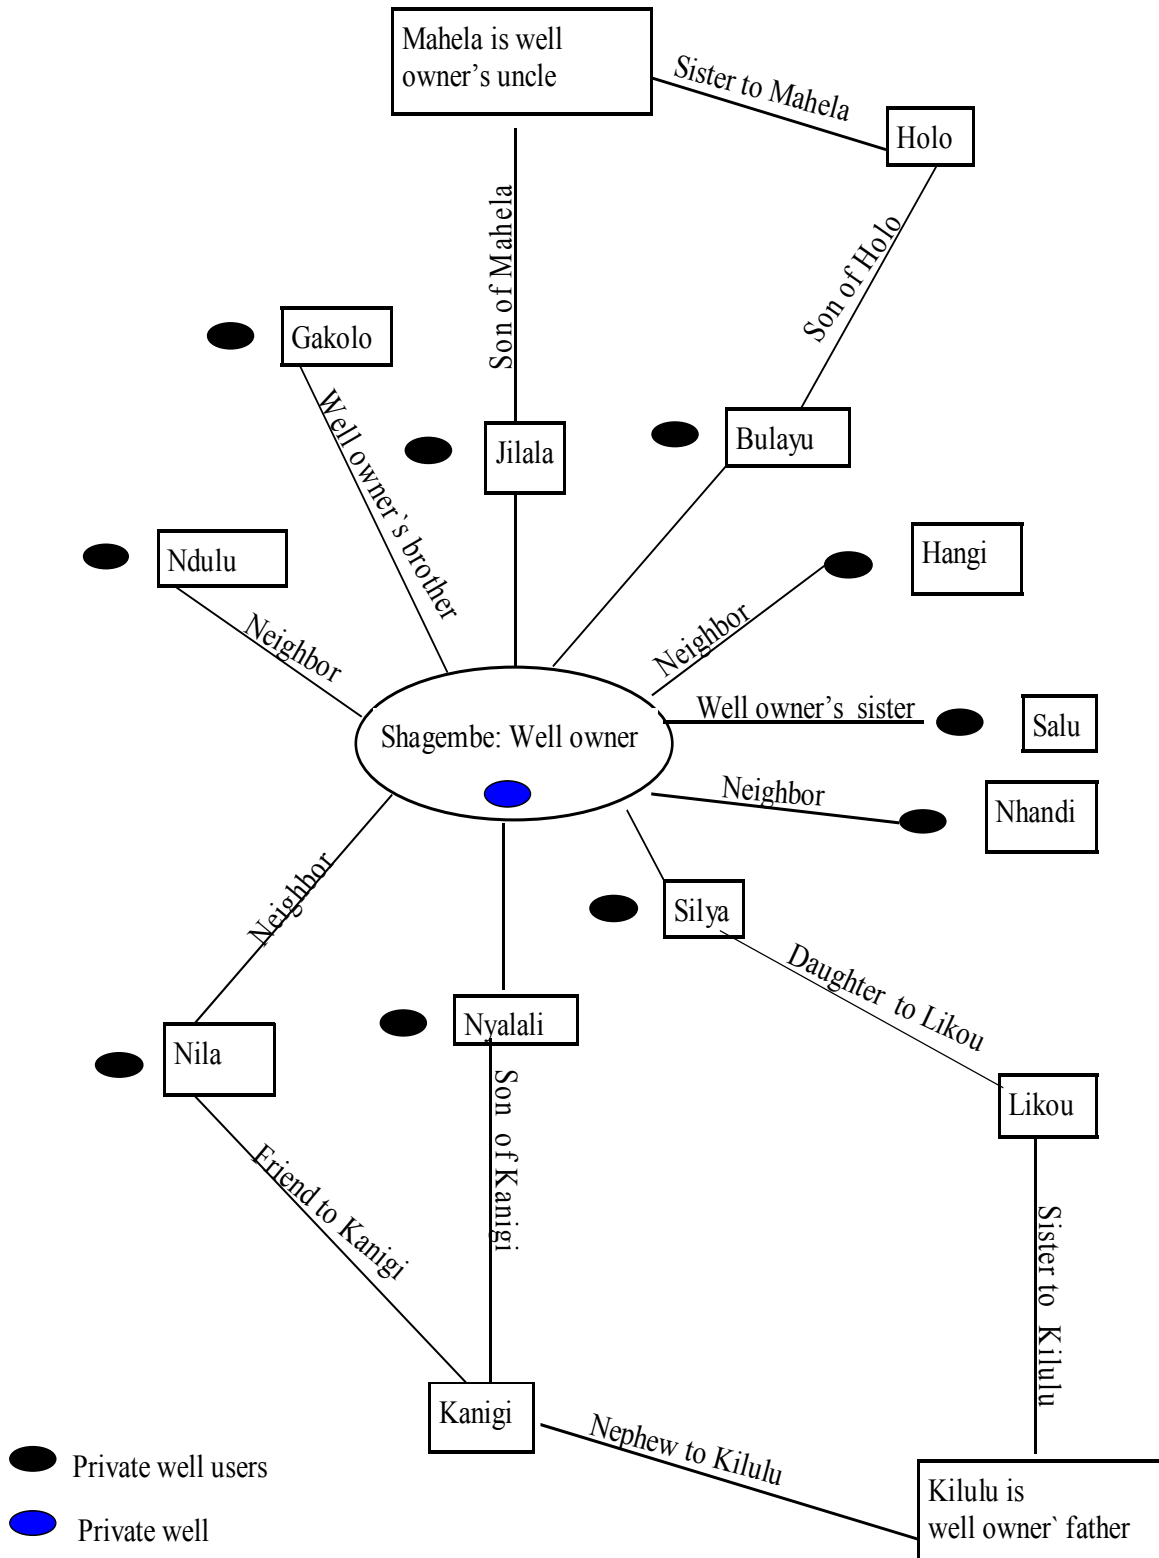 Mahela is well
owner’s uncle
Sister to Mahela
Holo
Son of Mahela
Son of Holo
Gakolo
Well owner`s brother
Jilala
Bulayu
Ndulu
Neighbor
Hangi
Neighbor
Well owner’s sister
Salu
Shagembe: Well owner
Neighbor
Nhandi
Neighbor
Silya
Daughter to Likou
Nyalali
Nila
Son of Kanigi
Likou
Friend to Kanigi
Sister to Kilulu
Kanigi
Nephew to Kilulu
Private well users
Kilulu is
well owner` father
Private well